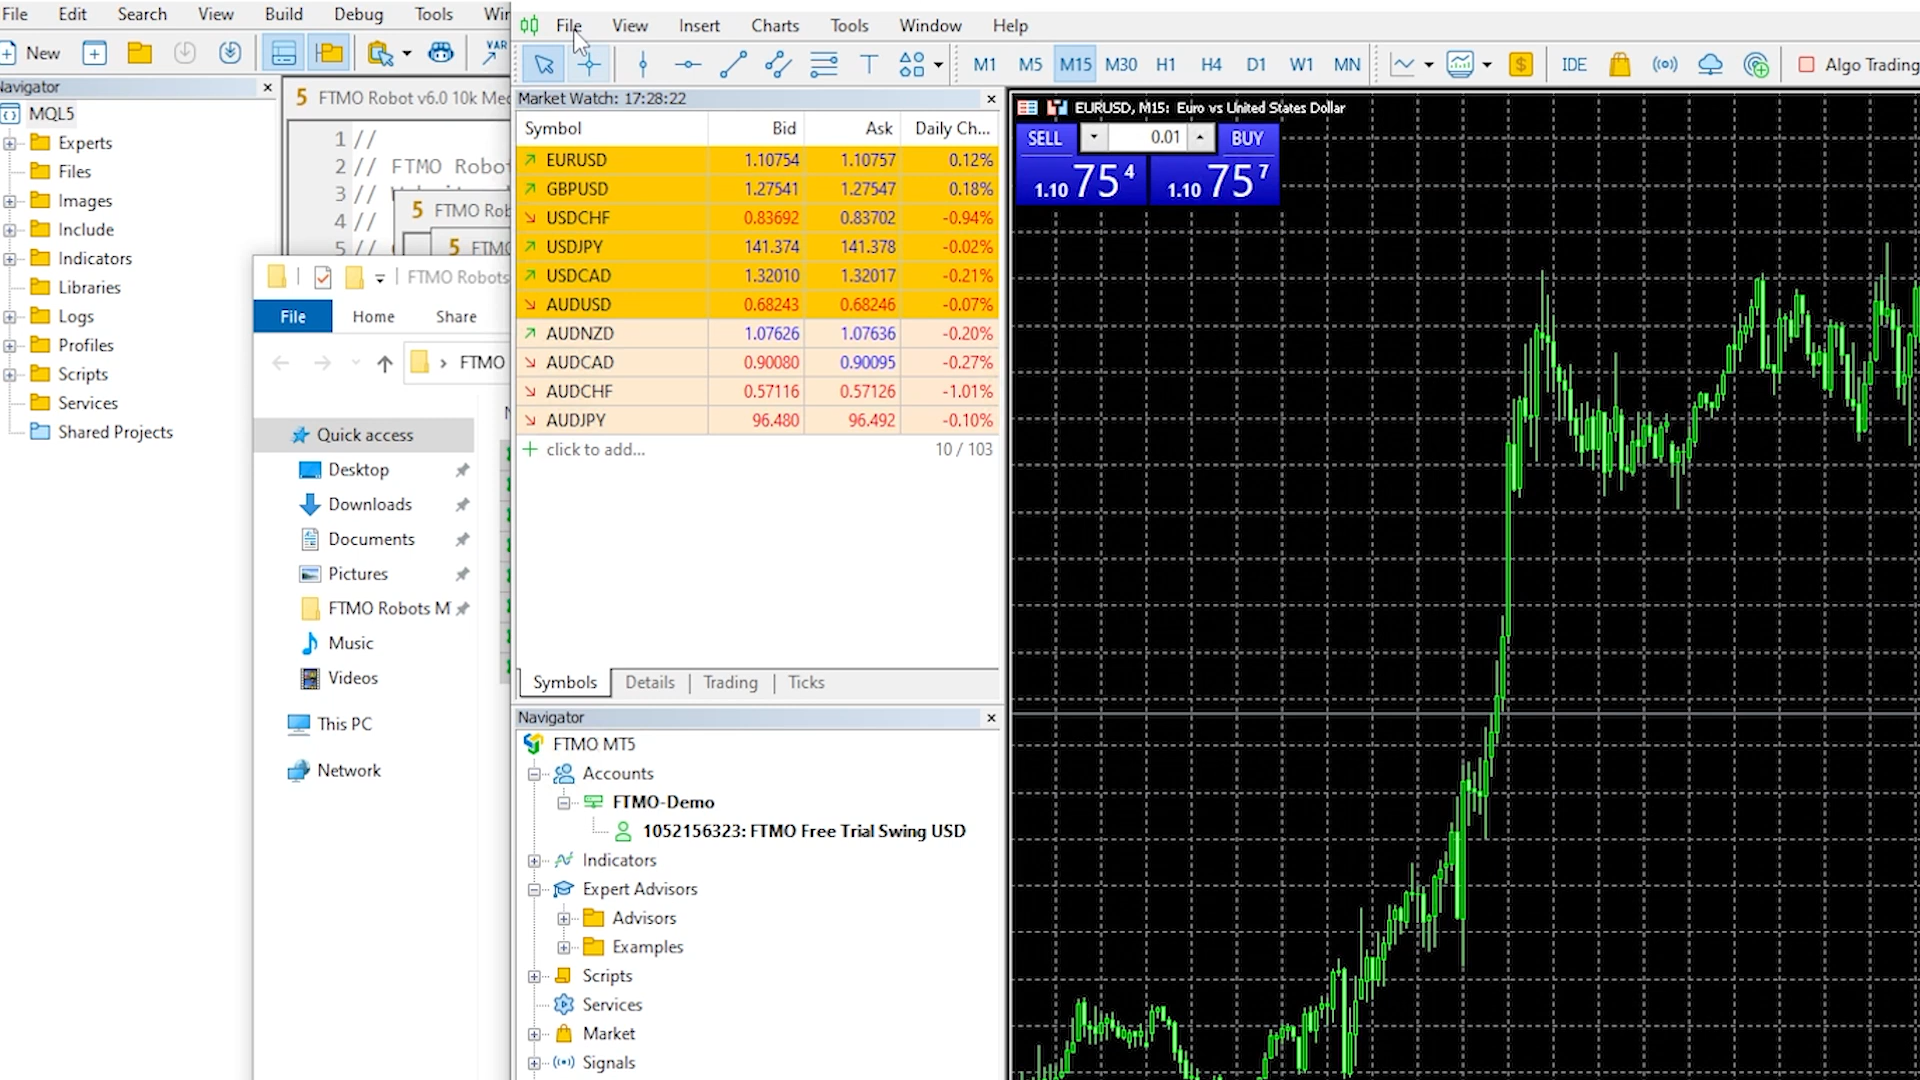 File Edit Search View Build Debug Tools
New VAR
Navigator
MQL5
Experts
Files
Images
Include
Indicators
Libraries
Logs
Profiles
Scripts
Services
Shared Projects
5 FTMO Robot v6.0 10k
1 //
2 // FTMO
3 //
4 //
5 //
5 FTMO
5
FTMO Robots
File Home Share
FTMO
Quick access
Desktop
Downloads
Documents
Pictures
FTMO Robots
Music
Videos
This PC
Network
File View Insert Charts Tools Window Help
M1 M5 M15 M30 H1 H4 D1 W1 MN IDE Algo Trading
Market Watch: 17:28:22
Symbol Bid Ask Daily Ch...
EURUSD 1.10754 1.10757 0.12%
GBPUSD 1.27541 1.27547 0.18%
USDCHF 0.83692 0.83702 -0.94%
USDJPY 141.374 141.378 -0.02%
USDCAD 1.32010 1.32017 -0.21%
AUDUSD 0.68243 0.68246 -0.07%
AUDNZD 1.07626 1.07636 -0.20%
AUDCAD 0.90080 0.90095 -0.27%
AUDCHF 0.57116 0.57126 -1.01%
AUDJPY 96.480 96.492 -0.10%
click to add... 10 / 103
Symbols Details Trading Ticks
Navigator
FTMO MT5
Accounts
FTMO-Demo
1052156323: FTMO Free Trial Swing USD
Indicators
Expert Advisors
Advisors
Examples
Scripts
Services
Market
Signals
EURUSD, M15: Euro vs United States Dollar
SELL 0.01 BUY
1.10 75 4 1.10 75 7